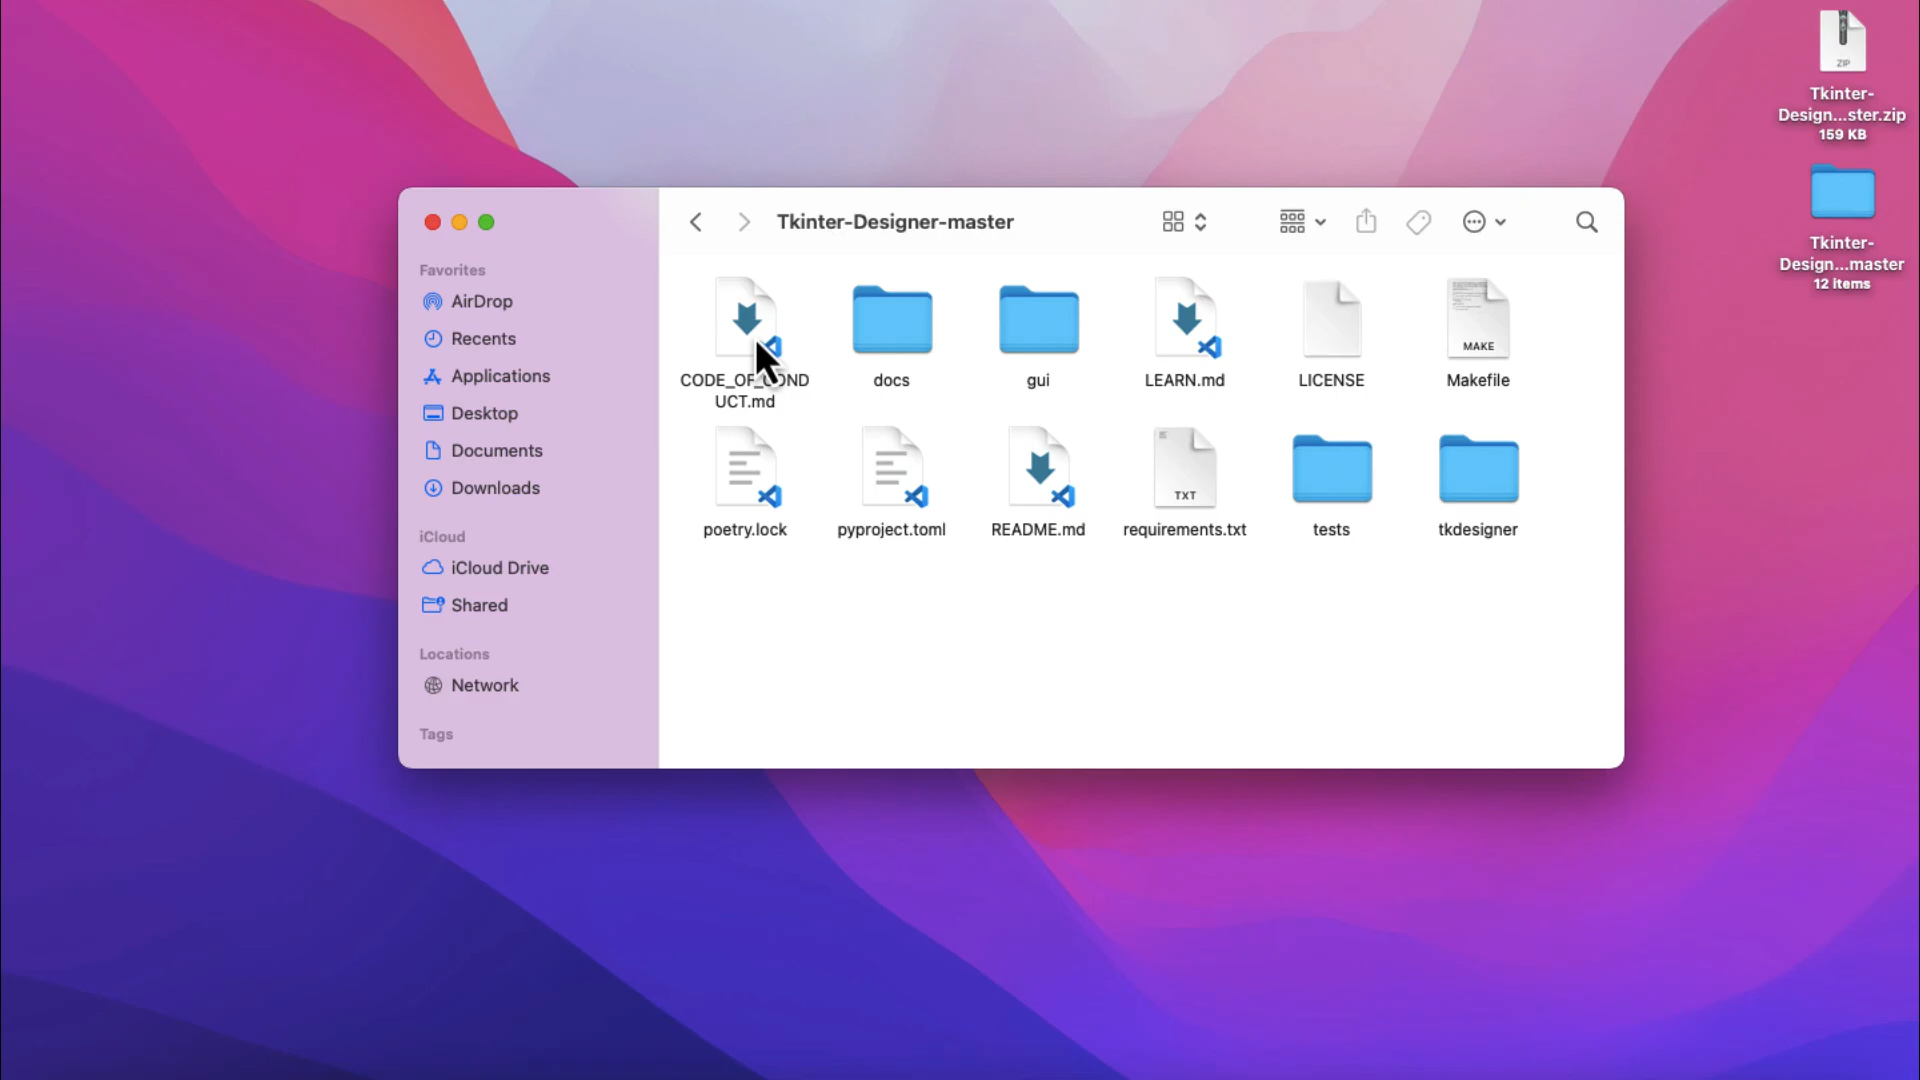 ZIP
Tkinter-
Design...ster.zip
159 KB
Tkinter-
Design...master
12 items
Tkinter-Designer-master
Favorites
AirDrop
Recents
Applications
Desktop
Documents
Downloads
iCloud
iCloud Drive
Shared
Locations
Network
Tags
CODE_OF_COND
UCT.md
docs
gui
LEARN.md
LICENSE
MAKE
Makefile
poetry.lock
pyproject.toml
README.md
TXT
requirements.txt
tests
tkdesigner